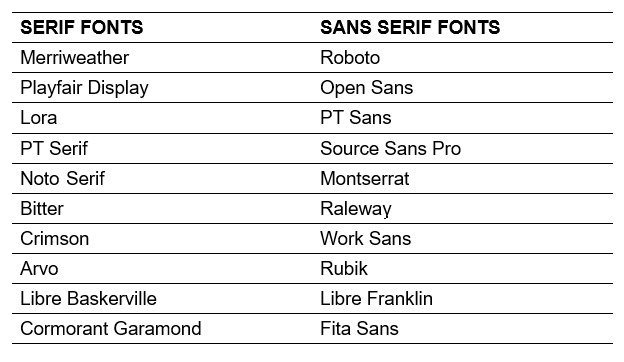 SERIF FONTS SANS SERIF FONTS
Merriweather Roboto
Playfair Display Open Sans
Lora PT Sans
PT Serif Source Sans Pro
Noto Serif Montserrat
Bitter Raleway
Crimson Work Sans
Arvo Rubik
Libre Baskerville Libre Franklin
Cormorant Garamond Fita Sans